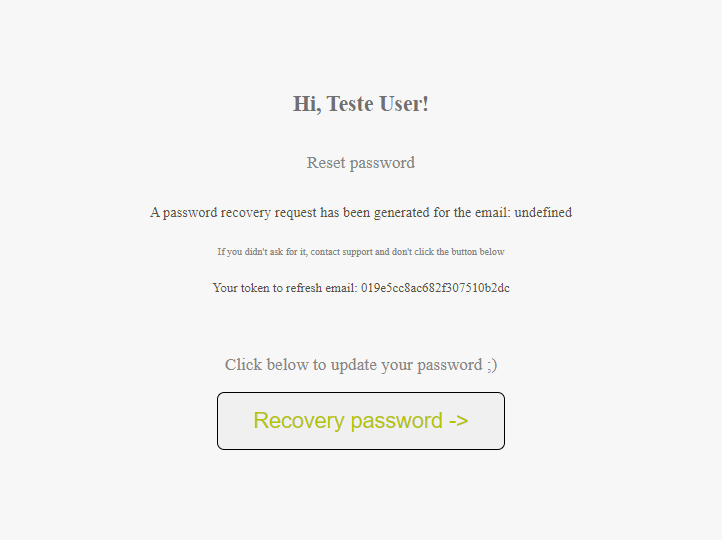 Hi, Teste User!
Reset password
A password recovery request has been generated for the email: undefined
If you didn't ask for it, contact support and don't click the button below
Your token to refresh email: 019e5cc8ac682f307510b2dc
Click below to update your password ;)
Recovery password ->